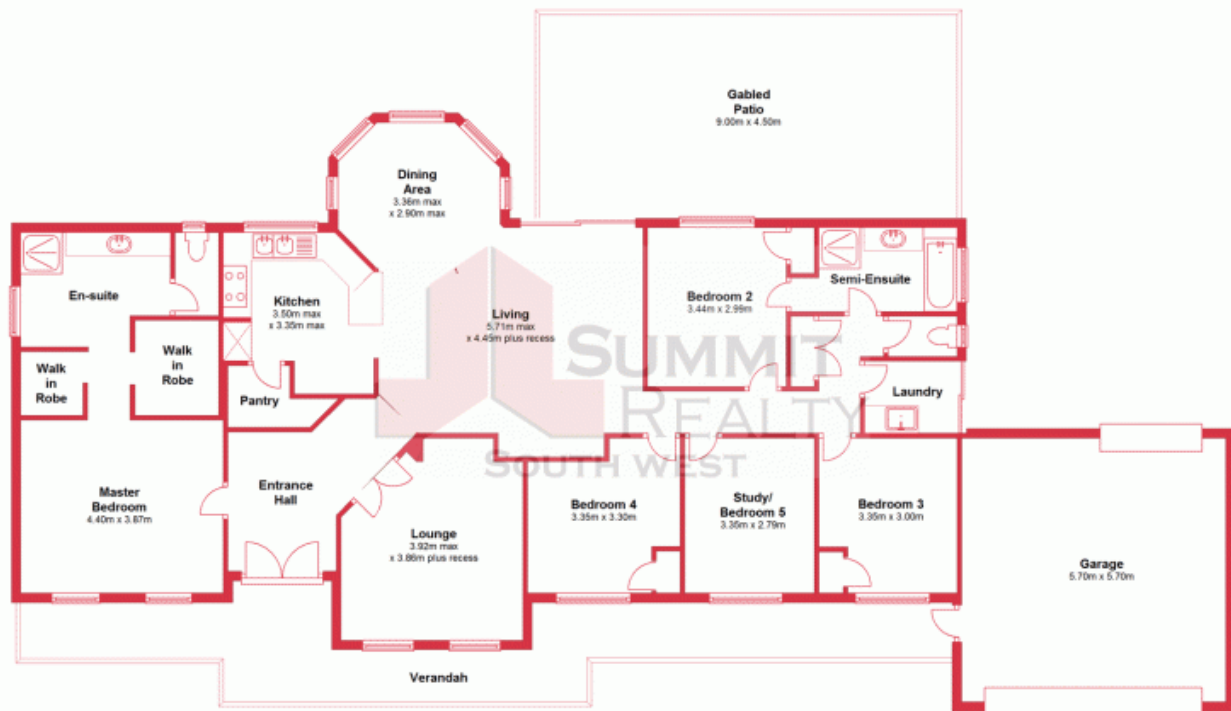 Gabled
Patio
9.00m x 4.50m
Dining
Area
3.36m max
x 2.90m max
En-suite
Kitchen
3.50m max
x 3.35m max
Living
5.71m max
x 4.45m plus recess
Bedroom 2
3.44m x 2.99m
Semi-Ensuite
Walk
in
Robe
Walk
in
Robe
Pantry
Laundry
SUMMIT
REALTY
SOUTH WEST
Master
Bedroom
4.40m x 3.87m
Entrance
Hall
Lounge
3.92m max
x 3.86m plus recess
Bedroom 4
3.35m x 3.30m
Study/
Bedroom 5
3.35m x 2.79m
Bedroom 3
3.35m x 3.00m
Garage
5.70m x 5.70m
Verandah